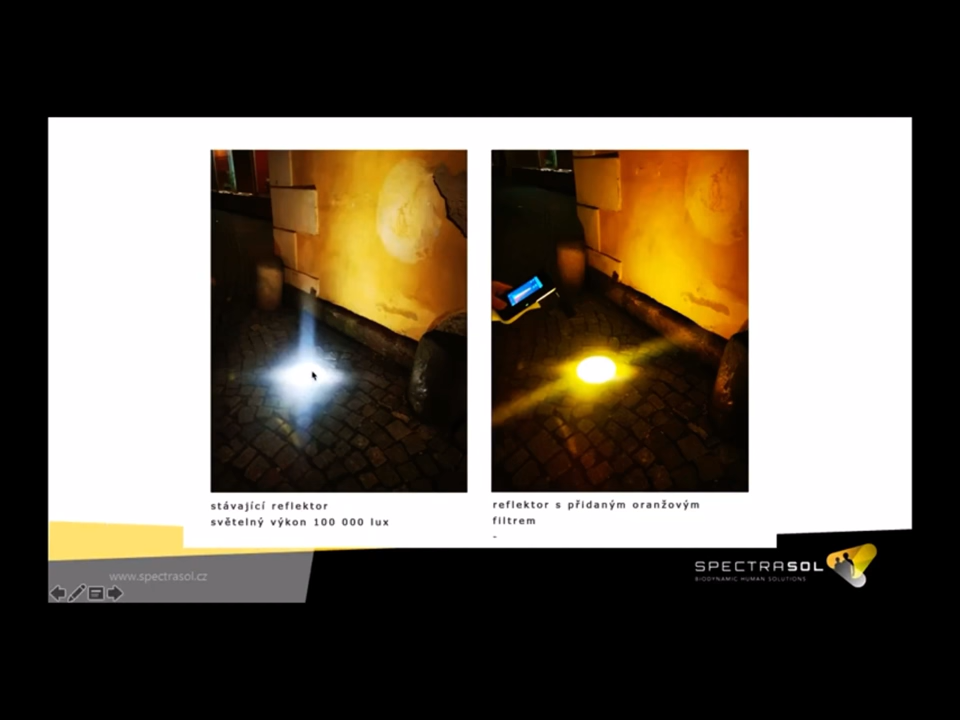 stávající reflektor
světelný výkon 100 000 lux
reflektor s přidaným oranžovým
filtrem
-
www.spectrasol.cz
SPECTRASOL
BIODYNAMIC HUMAN SOLUTIONS